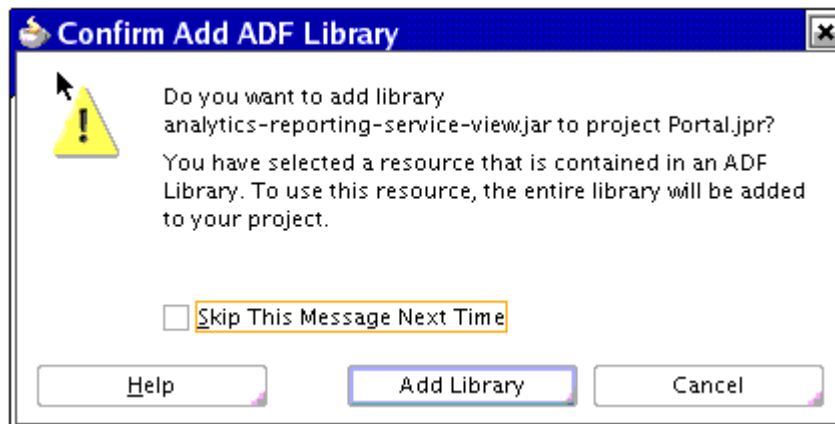 Confirm Add ADF Library
Do you want to add library
analytics-reporting-service-view.jar to project Portal.jpr?
You have selected a resource that is contained in an ADF
Library. To use this resource, the entire library will be added
to your project.
Skip This Message Next Time
Help
Add Library
Cancel